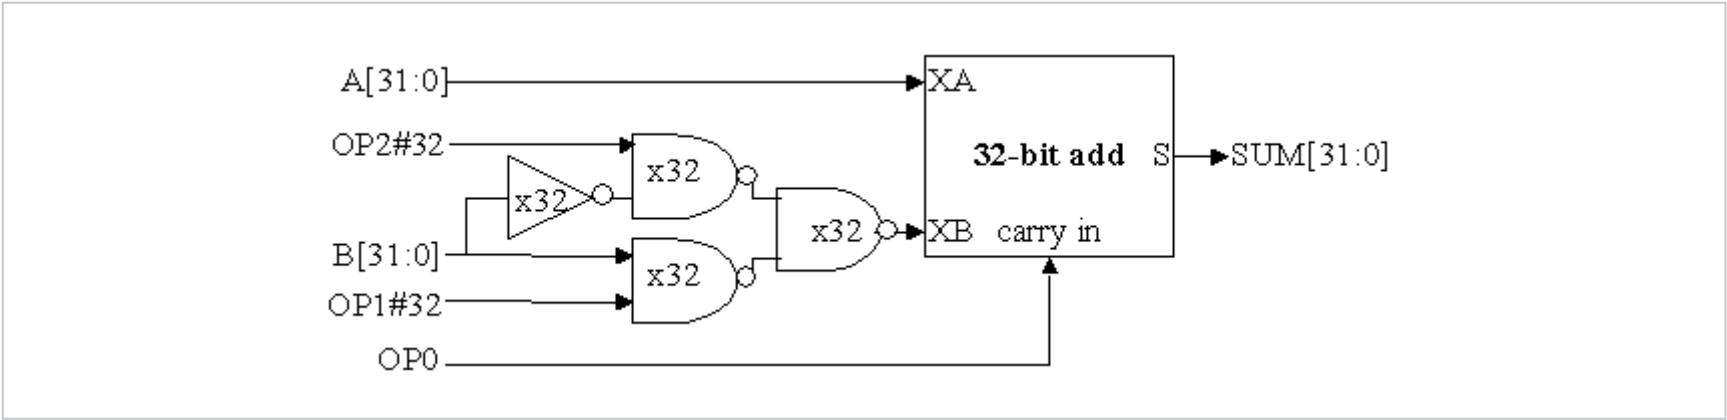 A[31:0]
XA
OP2#32
x32
32-bit add
S
SUM[31:0]
x32
x32
XB
carry in
B[31:0]
x32
OP1#32
OP0